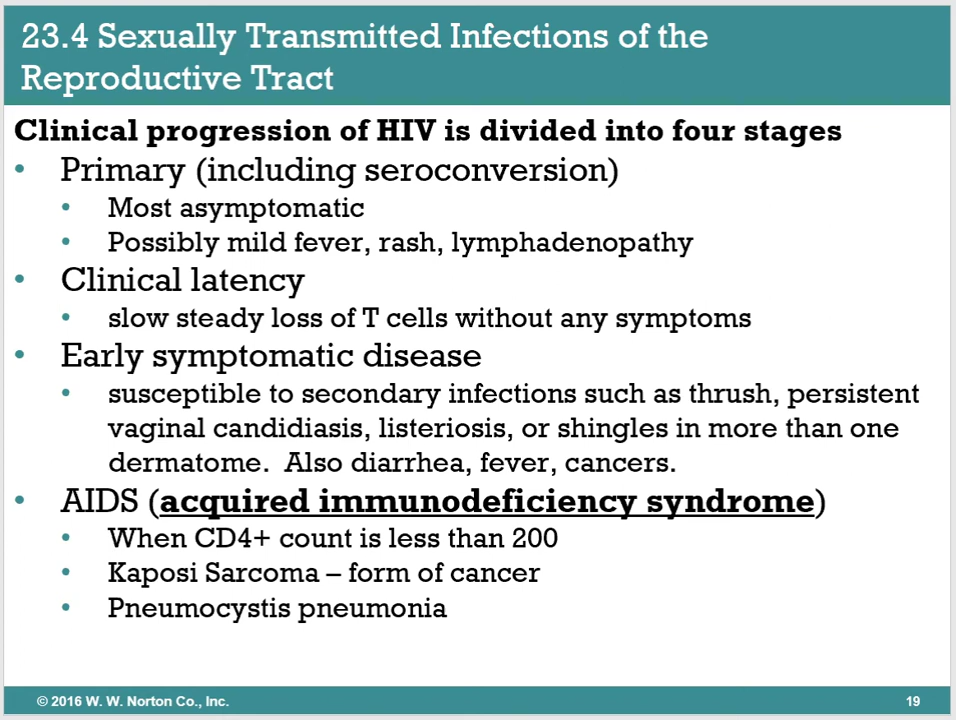 23.4 Sexually Transmitted Infections of the
Reproductive Tract
Clinical progression of HIV is divided into four stages
• Primary (including seroconversion)
• Most asymptomatic
• Possibly mild fever, rash, lymphadenopathy
• Clinical latency
• slow steady loss of T cells without any symptoms
• Early symptomatic disease
• susceptible to secondary infections such as thrush, persistent
vaginal candidiasis, listeriosis, or shingles in more than one
dermatome.  Also diarrhea, fever, cancers.
• AIDS (acquired immunodeficiency syndrome)
• When CD4+ count is less than 200
• Kaposi Sarcoma – form of cancer
• Pneumocystis pneumonia
© 2016 W. W. Norton Co., Inc.
19